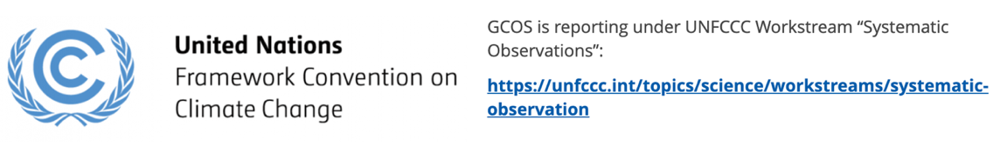 United Nations
Framework Convention on
Climate Change
GCOS is reporting under UNFCCC Workstream “Systematic
Observations”:
https://unfccc.int/topics/science/workstreams/systematic-
observation